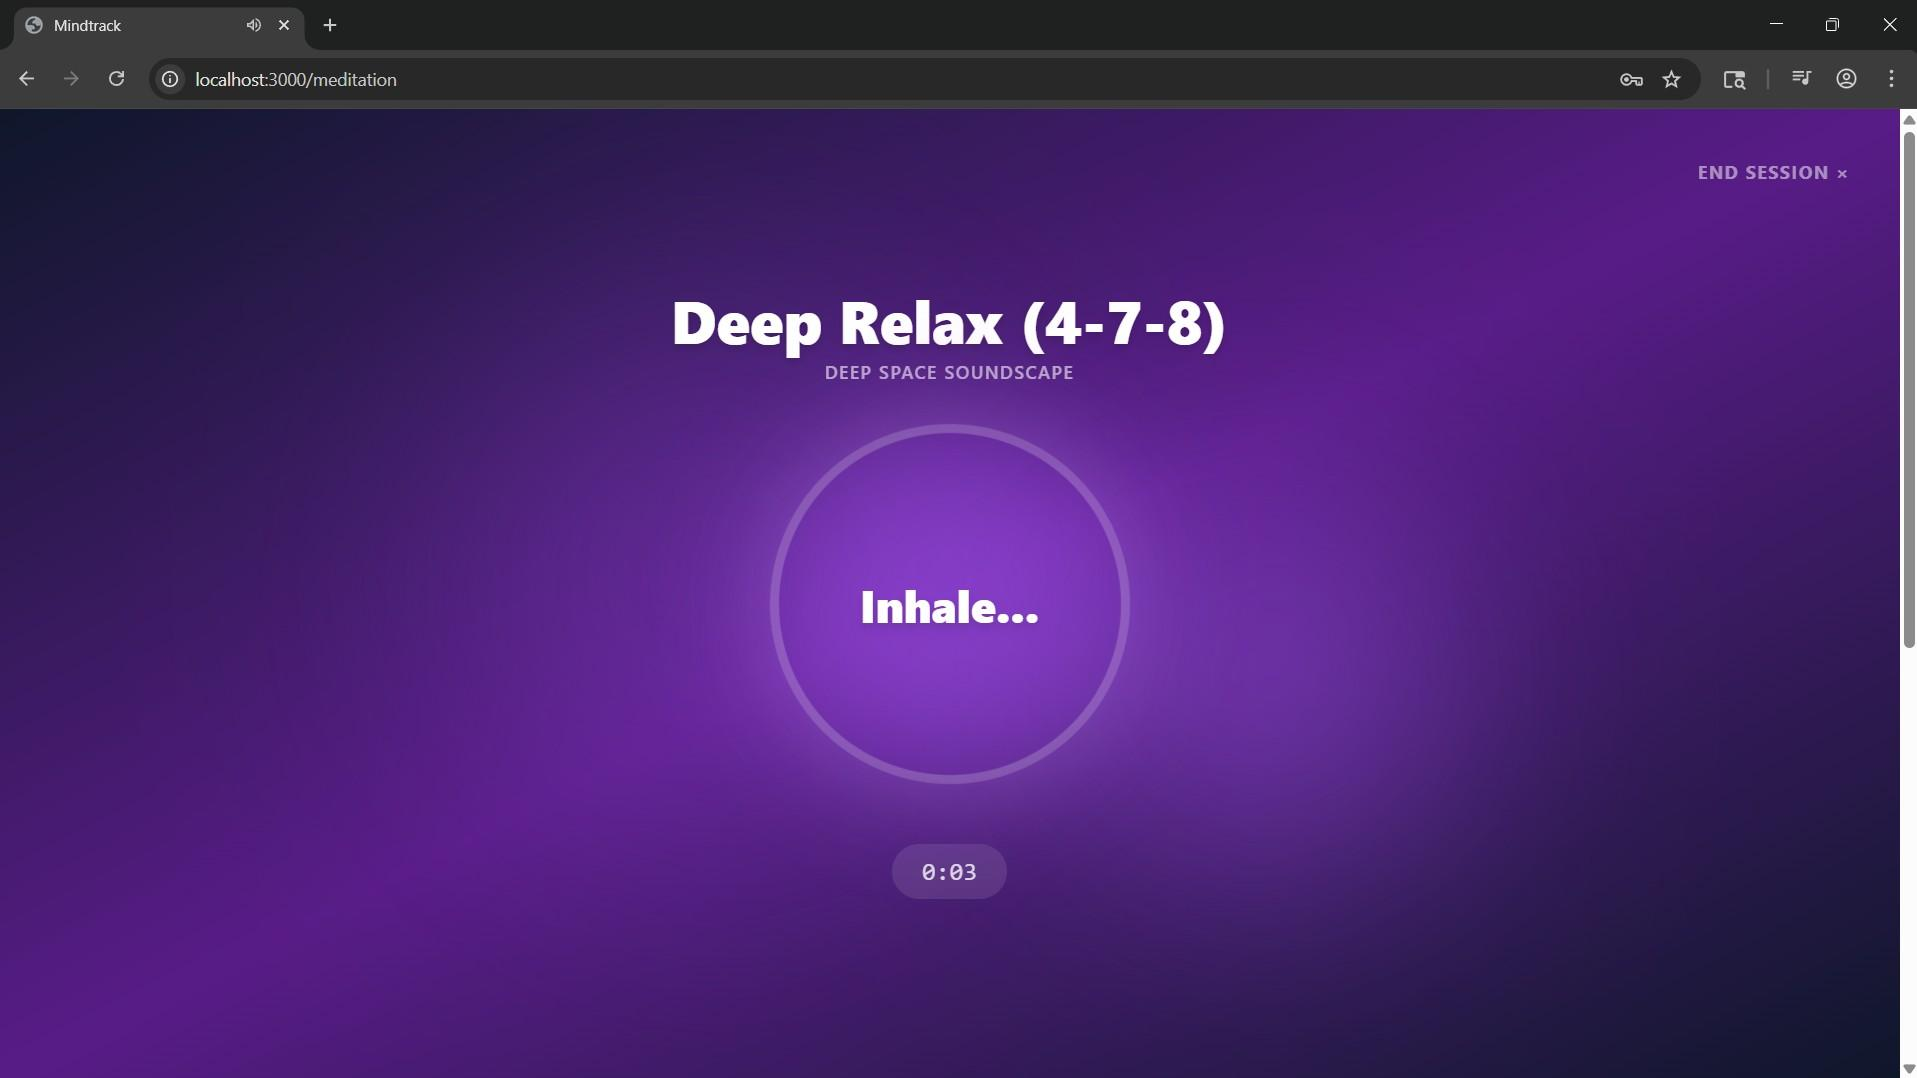 Mindtrack
localhost:3000/meditation
END SESSION ×
Deep Relax (4-7-8)
DEEP SPACE SOUNDSCAPE
Inhale...
0:03